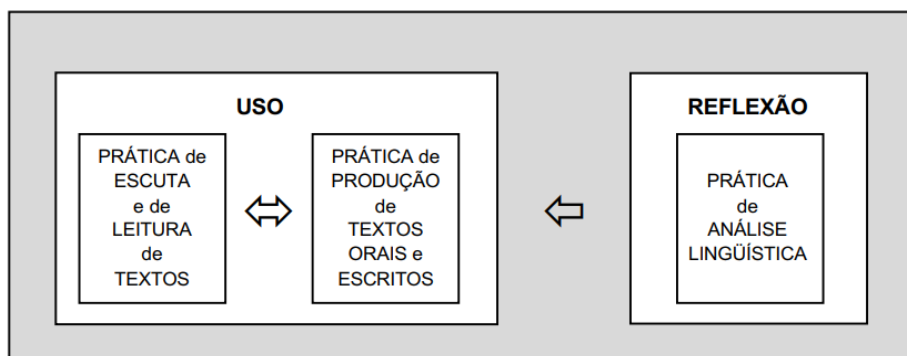 USO
PRÁTICA de
ESCUTA
e de
LEITURA
de
TEXTOS
PRÁTICA de
PRODUÇÃO
de
TEXTOS
ORAIS e
ESCRITOS
REFLEXÃO
PRÁTICA
de
ANÁLISE
LINGÜÍSTICA